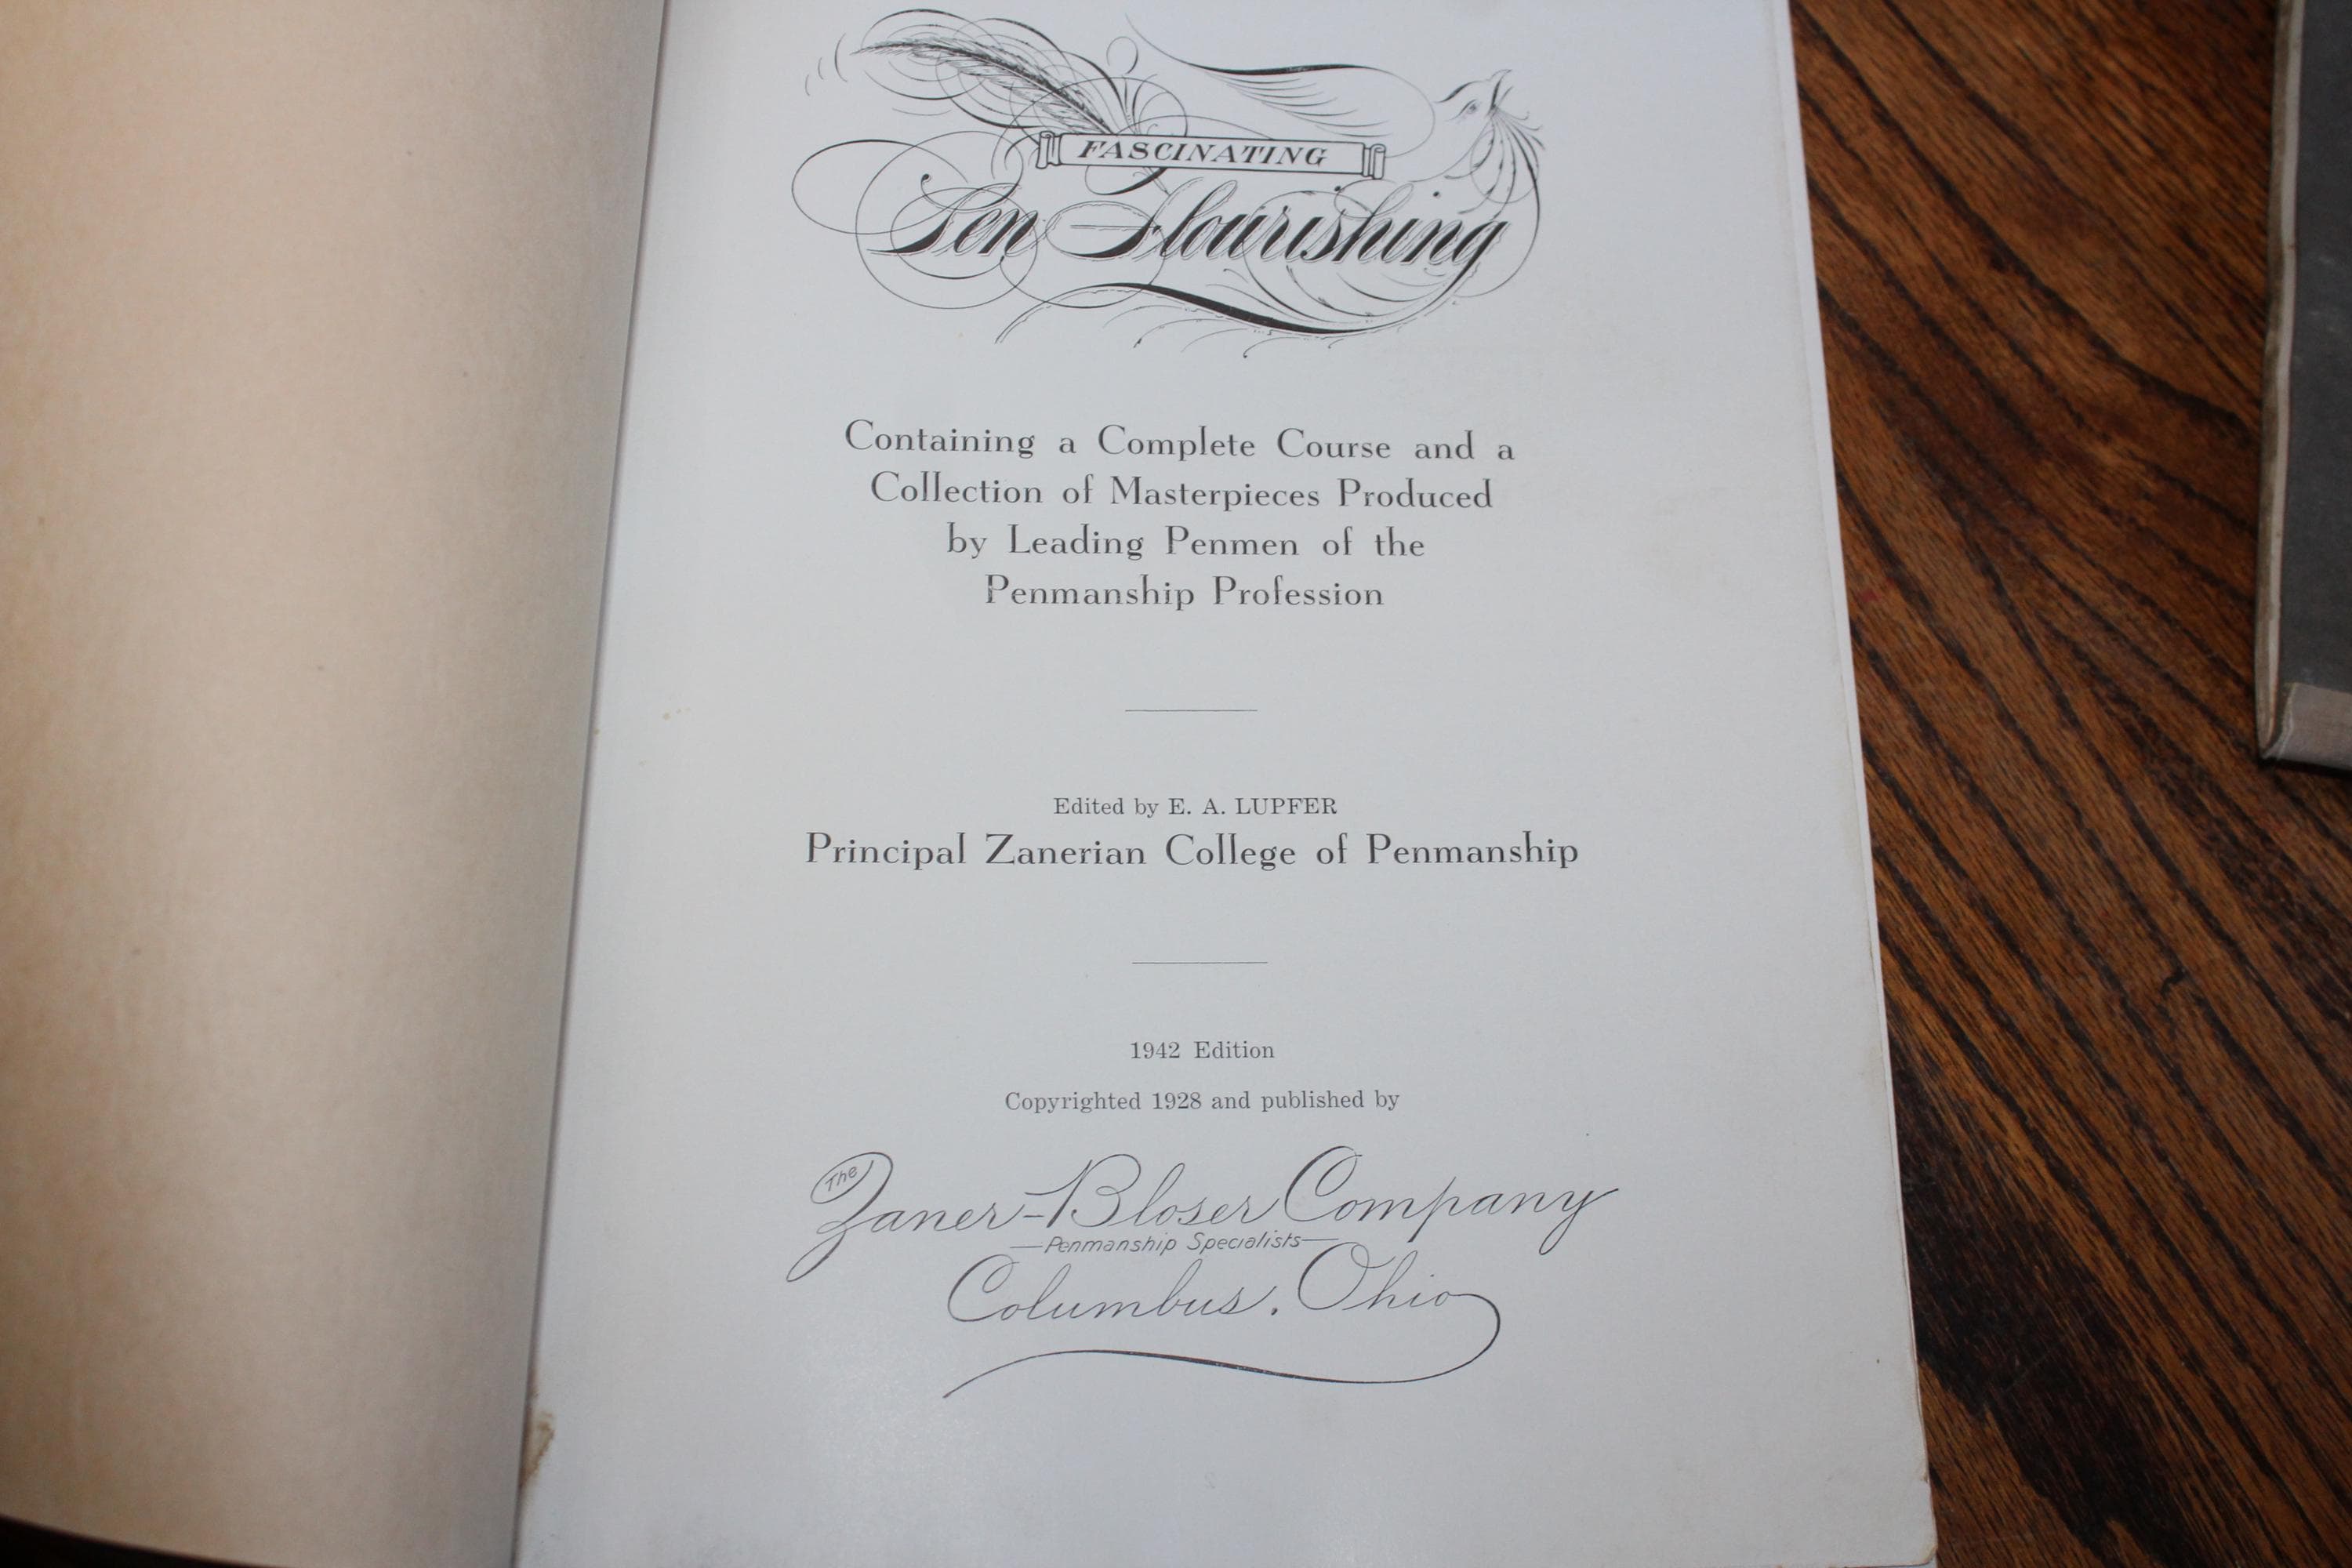 FASCINATING
Pen Flourishing
Containing a Complete Course and a
Collection of Masterpieces Produced
by Leading Penmen of the
Penmanship Profession
Edited by E. A. LUPFER
Principal Zanerian College of Penmanship
1942 Edition
Copyrighted 1928 and published by
The Zaner-Bloser Company
—Penmanship Specialists—
Columbus, Ohio